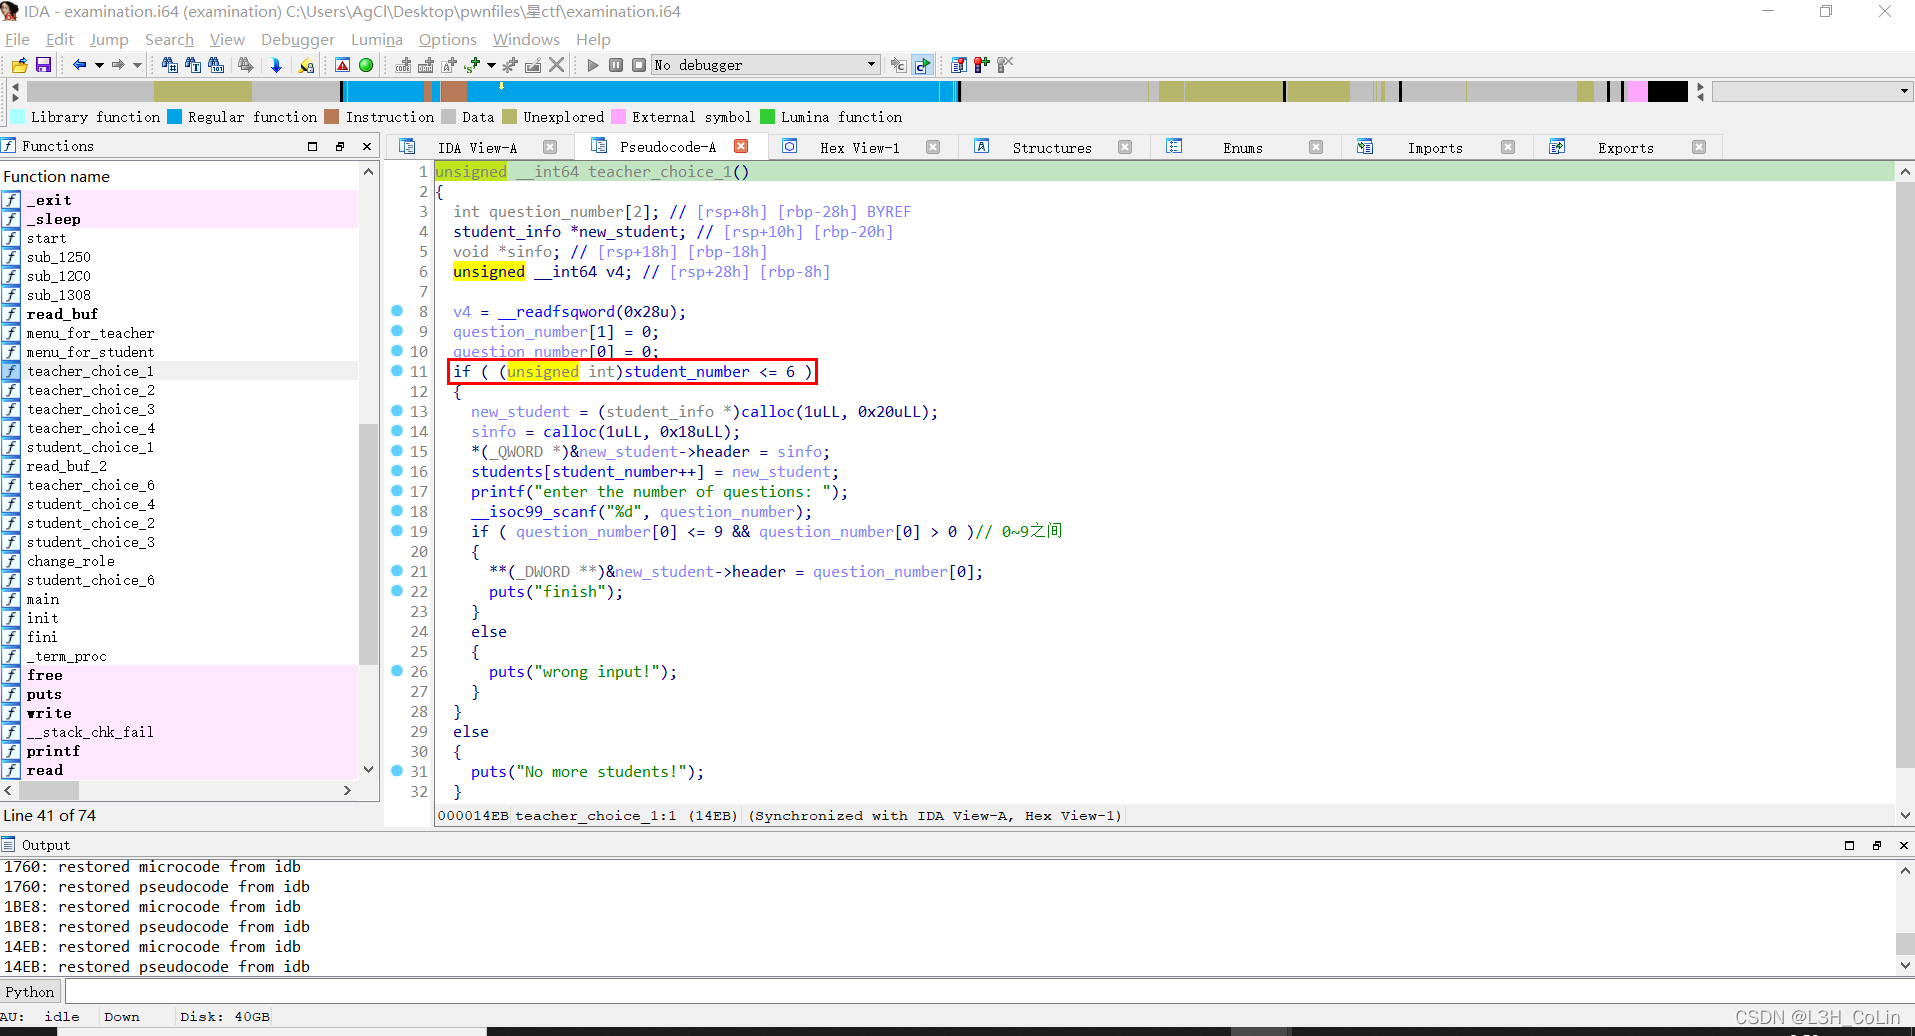 IDA - examination.i64 (examination) C:\Users\AgCl\Desktop\pwnfiles\星ctf\examination.i64
File Edit Jump Search View Debugger Lumina Options Windows Help
No debugger
Library function Regular function Instruction Data Unexplored External symbol Lumina function
Functions
IDA View-A Pseudocode-A Hex View-1 Structures Enums Imports Exports
Function name
_exit
_sleep
start
sub_1250
sub_12C0
sub_1308
read_buf
menu_for_teacher
menu_for_student
teacher_choice_1
teacher_choice_2
teacher_choice_3
teacher_choice_4
student_choice_1
read_buf_2
teacher_choice_6
student_choice_4
student_choice_2
student_choice_3
change_role
student_choice_6
main
init
fini
_term_proc
free
puts
write
__stack_chk_fail
printf
read
Line 41 of 74
1 unsigned __int64 teacher_choice_1()
2 {
3 int question_number[2]; // [rsp+8h] [rbp-28h] BYREF
4 student_info *new_student; // [rsp+10h] [rbp-20h]
5 void *sinfo; // [rsp+18h] [rbp-18h]
6 unsigned __int64 v4; // [rsp+28h] [rbp-8h]
7
8 v4 = __readfsqword(0x28u);
9 question_number[1] = 0;
10 question_number[0] = 0;
11 if ( (unsigned int)student_number <= 6 )
12 {
13 new_student = (student_info *)calloc(1uLL, 0x20uLL);
14 sinfo = calloc(1uLL, 0x18uLL);
15 *(_QWORD *)&new_student->header = sinfo;
16 students[student_number++] = new_student;
17 printf("enter the number of questions: ");
18 __isoc99_scanf("%d", question_number);
19 if ( question_number[0] <= 9 && question_number[0] > 0 )// 0~9之间
20 {
21 **(_DWORD **)&new_student->header = question_number[0];
22 puts("finish");
23 }
24 else
25 {
26 puts("wrong input!");
27 }
28 }
29 else
30 {
31 puts("No more students!");
32 }
000014EB teacher_choice_1:1 (14EB) (Synchronized with IDA View-A, Hex View-1)
Output
1760: restored microcode from idb
1760: restored pseudocode from idb
1BE8: restored microcode from idb
1BE8: restored pseudocode from idb
14EB: restored microcode from idb
14EB: restored pseudocode from idb
Python
AU: idle Down Disk: 40GB
CSDN @L3H_CoLin